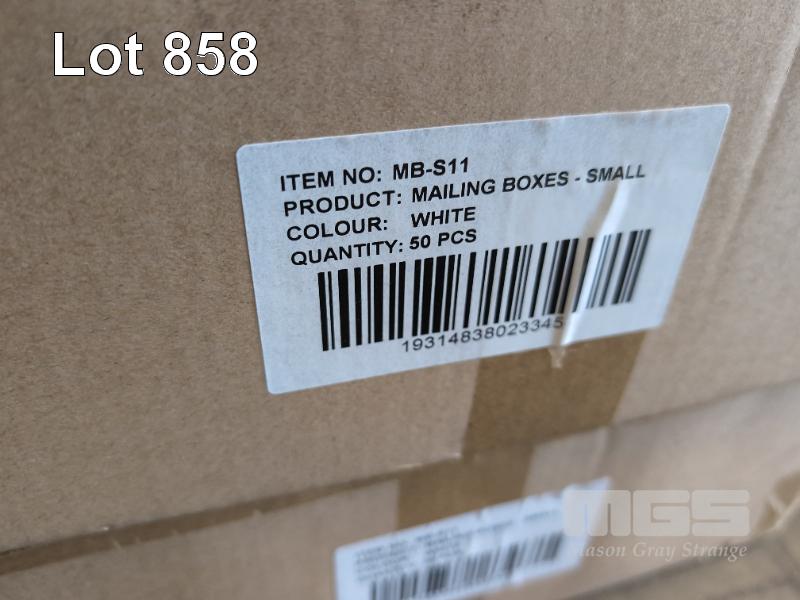 Lot 858
ITEM NO: MB-S11
PRODUCT: MAILING BOXES - SMALL
COLOUR: WHITE
QUANTITY: 50 PCS
19314838023345
MGS
Mason Gray Strange